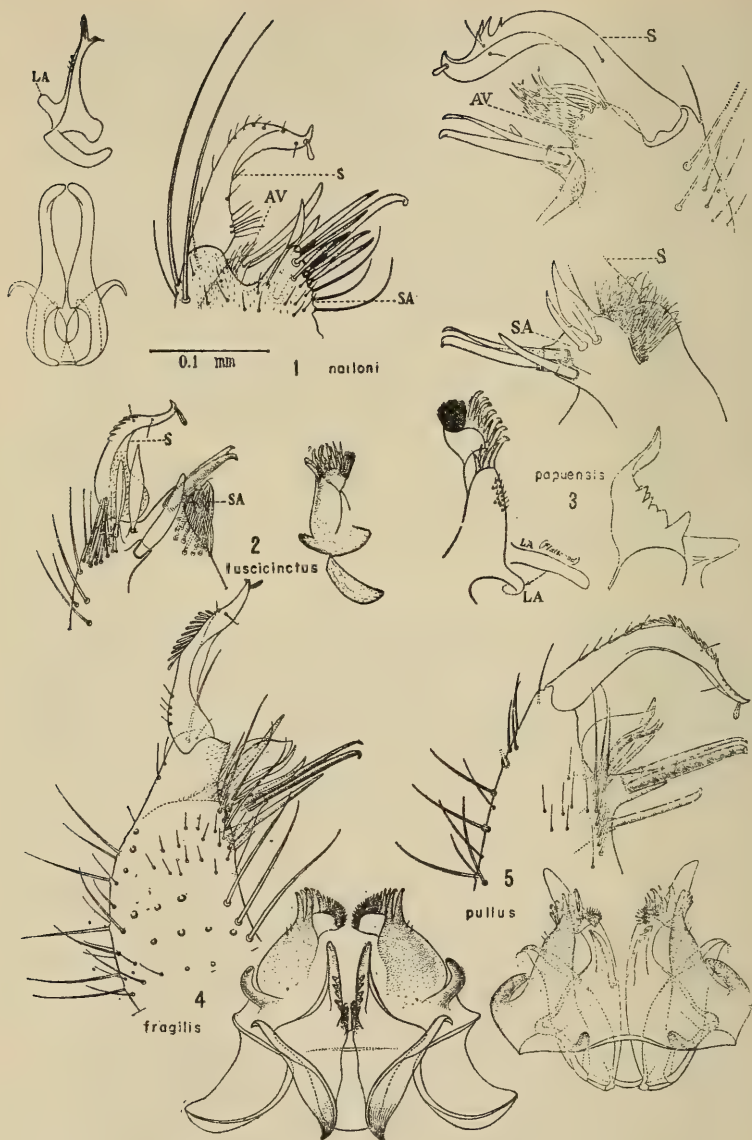 LA
S
AV
SA
0.1 mm
1 nailoni
S
AV
S
SA
papuensis
3
LA
LA
S
SA
2
fuscicinctus
4
fragilis
5
pullus